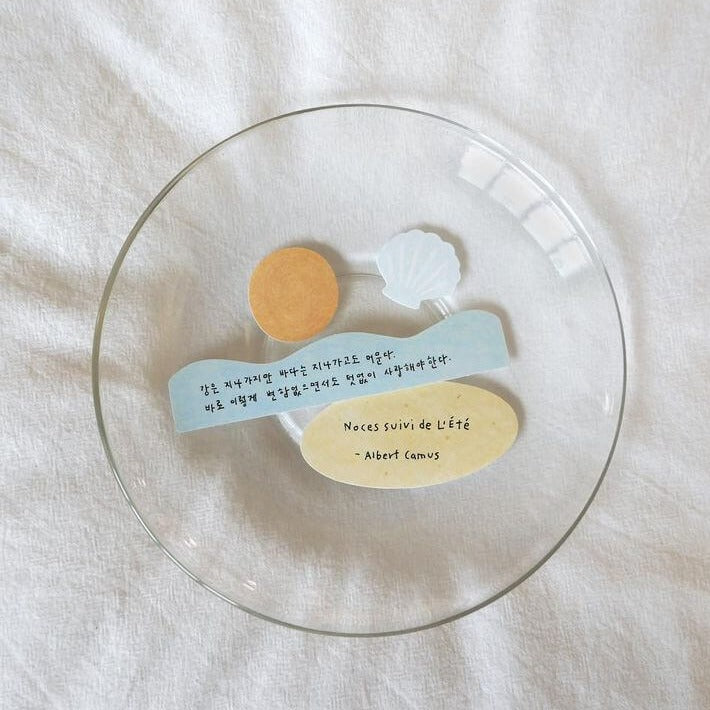 강은 지나가지만 바다는 지나가고도 머문다.
바로 이렇게 변함없으면서도 덧없이 사랑해야한다.
Noces suivi de L'Été
- Albert Camus